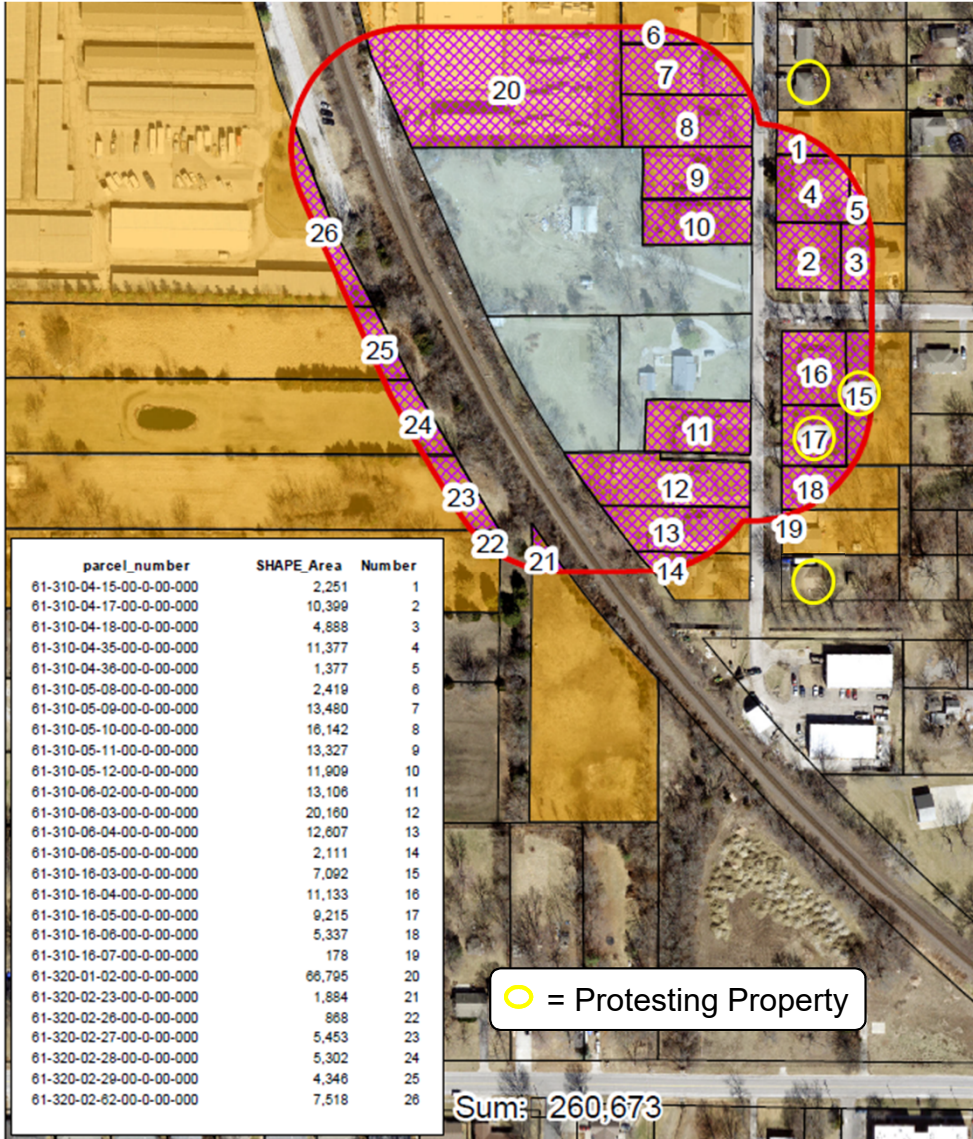 6
7
20
8
1
9
4
5
10
2
3
26
25
16
15
24
11
17
12
18
23
13
19
22
21
14
parcel_number SHAPE_Area Number
61-310-04-15-00-0-00-000 2,251 1
61-310-04-17-00-0-00-000 10,399 2
61-310-04-18-00-0-00-000 4,888 3
61-310-04-35-00-0-00-000 11,377 4
61-310-04-36-00-0-00-000 1,377 5
61-310-05-08-00-0-00-000 2,419 6
61-310-05-09-00-0-00-000 13,480 7
61-310-05-10-00-0-00-000 16,142 8
61-310-05-11-00-0-00-000 13,327 9
61-310-05-12-00-0-00-000 11,909 10
61-310-06-02-00-0-00-000 13,106 11
61-310-06-03-00-0-00-000 20,160 12
61-310-06-04-00-0-00-000 12,607 13
61-310-06-05-00-0-00-000 2,111 14
61-310-16-03-00-0-00-000 7,092 15
61-310-16-04-00-0-00-000 11,133 16
61-310-16-05-00-0-00-000 9,215 17
61-310-16-06-00-0-00-000 5,337 18
61-310-16-07-00-0-00-000 178 19
61-320-01-02-00-0-00-000 66,795 20
61-320-02-23-00-0-00-000 1,884 21
61-320-02-26-00-0-00-000 868 22
61-320-02-27-00-0-00-000 5,453 23
61-320-02-28-00-0-00-000 5,302 24
61-320-02-29-00-0-00-000 4,346 25
61-320-02-62-00-0-00-000 7,518 26
= Protesting Property
Sum: 260,673